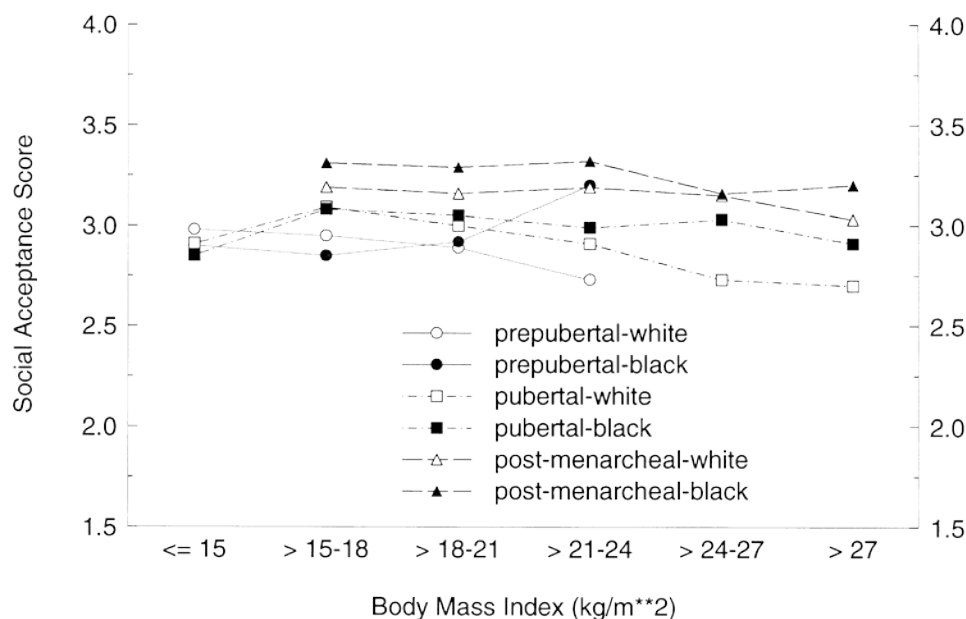 4.0
4.0
3.5
3.5
3.0
3.0
2.5
2.5
2.0
2.0
1.5
1.5
Social Acceptance Score
prepubertal-white
prepubertal-black
pubertal-white
pubertal-black
post-menarcheal-white
post-menarcheal-black
<= 15
> 15-18
> 18-21
> 21-24
> 24-27
> 27
Body Mass Index (kg/m**2)